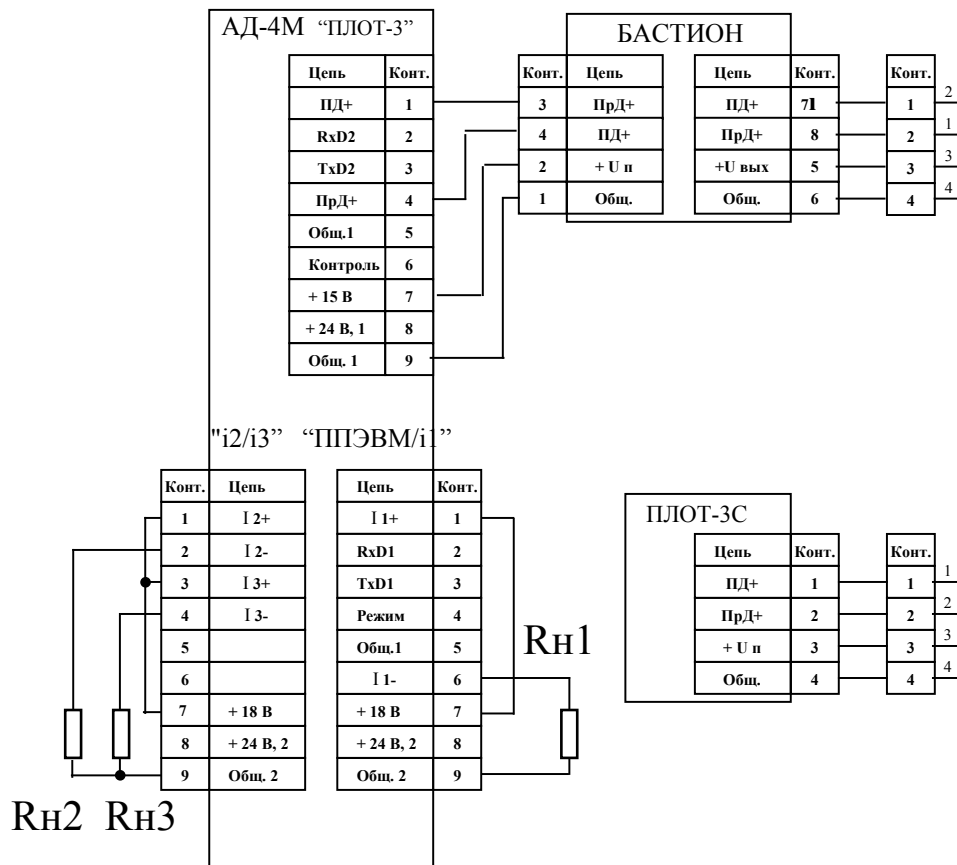 АД-4М “ПЛОТ-3”
Цепь Конт.
ПД+ 1
RxD2 2
TxD2 3
ПрД+ 4
Общ.1 5
Контроль 6
+ 15 В 7
+ 24 В, 1 8
Общ. 1 9
БАСТИОН
Конт. Цепь
3 ПрД+
4 ПД+
2 + U п
1 Общ.
Цепь Конт.
ПД+ 71
ПрД+ 8
+U вых 5
Общ. 6
Конт.
1 2
2 1
3 3
4 4
"i2/i3” “ППЭВМ/i1”
Конт. Цепь
1 I 2+
2 I 2-
3 I 3+
4 I 3-
5
6
7 + 18 В
8 + 24 В, 2
9 Общ. 2
Rн2 Rн3
Цепь Конт.
I 1+ 1
RxD1 2
TxD1 3
Режим 4
Общ.1 5
I 1- 6
+ 18 В 7
+ 24 В, 2 8
Общ. 2 9
Rн1
ПЛОТ-3С
Цепь Конт.
ПД+ 1
ПрД+ 2
+ U п 3
Общ. 4
Конт.
1 1
2 2
3 3
4 4